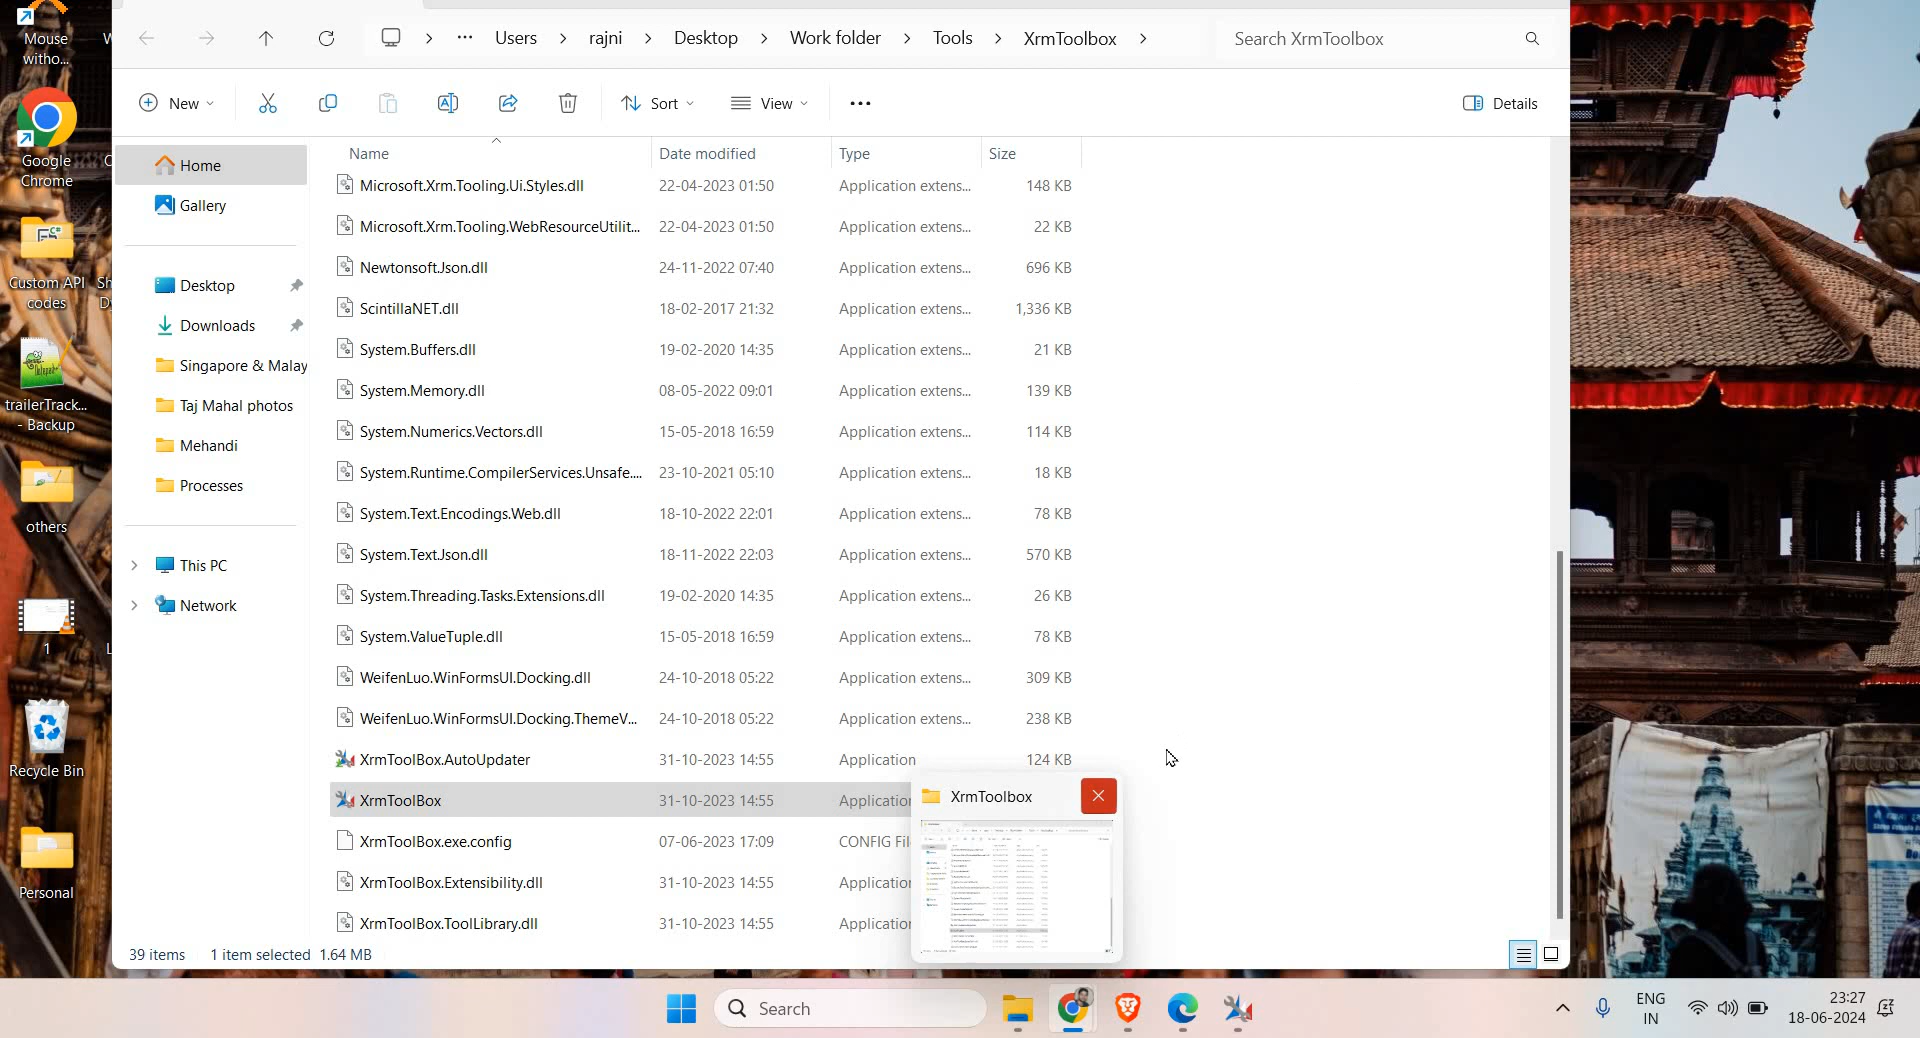 Users
rajni
Desktop
Work folder
Tools
XrmToolbox
Search XrmToolbox
New
Sort
View
Details
Name
Date modified
Type
Size
Microsoft.Xrm.Tooling.Ui.Styles.dll 22-04-2023 01:50 Application extens... 148 KB
Microsoft.Xrm.Tooling.WebResourceUtilit... 22-04-2023 01:50 Application extens... 22 KB
Newtonsoft.Json.dll 24-11-2022 07:40 Application extens... 696 KB
ScintillaNET.dll 18-02-2017 21:32 Application extens... 1,336 KB
System.Buffers.dll 19-02-2020 14:35 Application extens... 21 KB
System.Memory.dll 08-05-2022 09:01 Application extens... 139 KB
System.Numerics.Vectors.dll 15-05-2018 16:59 Application extens... 114 KB
System.Runtime.CompilerServices.Unsafe.... 23-10-2021 05:10 Application extens... 18 KB
System.Text.Encodings.Web.dll 18-10-2022 22:01 Application extens... 78 KB
System.Text.Json.dll 18-11-2022 22:03 Application extens... 570 KB
System.Threading.Tasks.Extensions.dll 19-02-2020 14:35 Application extens... 26 KB
System.ValueTuple.dll 15-05-2018 16:59 Application extens... 78 KB
WeifenLuo.WinFormsUI.Docking.dll 24-10-2018 05:22 Application extens... 309 KB
WeifenLuo.WinFormsUI.Docking.ThemeV... 24-10-2018 05:22 Application extens... 238 KB
XrmToolBox.AutoUpdater 31-10-2023 14:55 Application 124 KB
XrmToolBox 31-10-2023 14:55 Application
XrmToolBox.exe.config 07-06-2023 17:09 CONFIG Fil
XrmToolBox.Extensibility.dll 31-10-2023 14:55 Application
XrmToolBox.ToolLibrary.dll 31-10-2023 14:55 Application
Home
Gallery
Desktop
Downloads
Singapore & Malay
Taj Mahal photos
Mehandi
Processes
This PC
Network
39 items
1 item selected 1.64 MB
XrmToolbox
Mouse
witho...
Google
Chrome
Custom API
codes
trailerTrack...
- Backup
others
1
Recycle Bin
Personal
Search
ENG
IN
23:27
18-06-2024